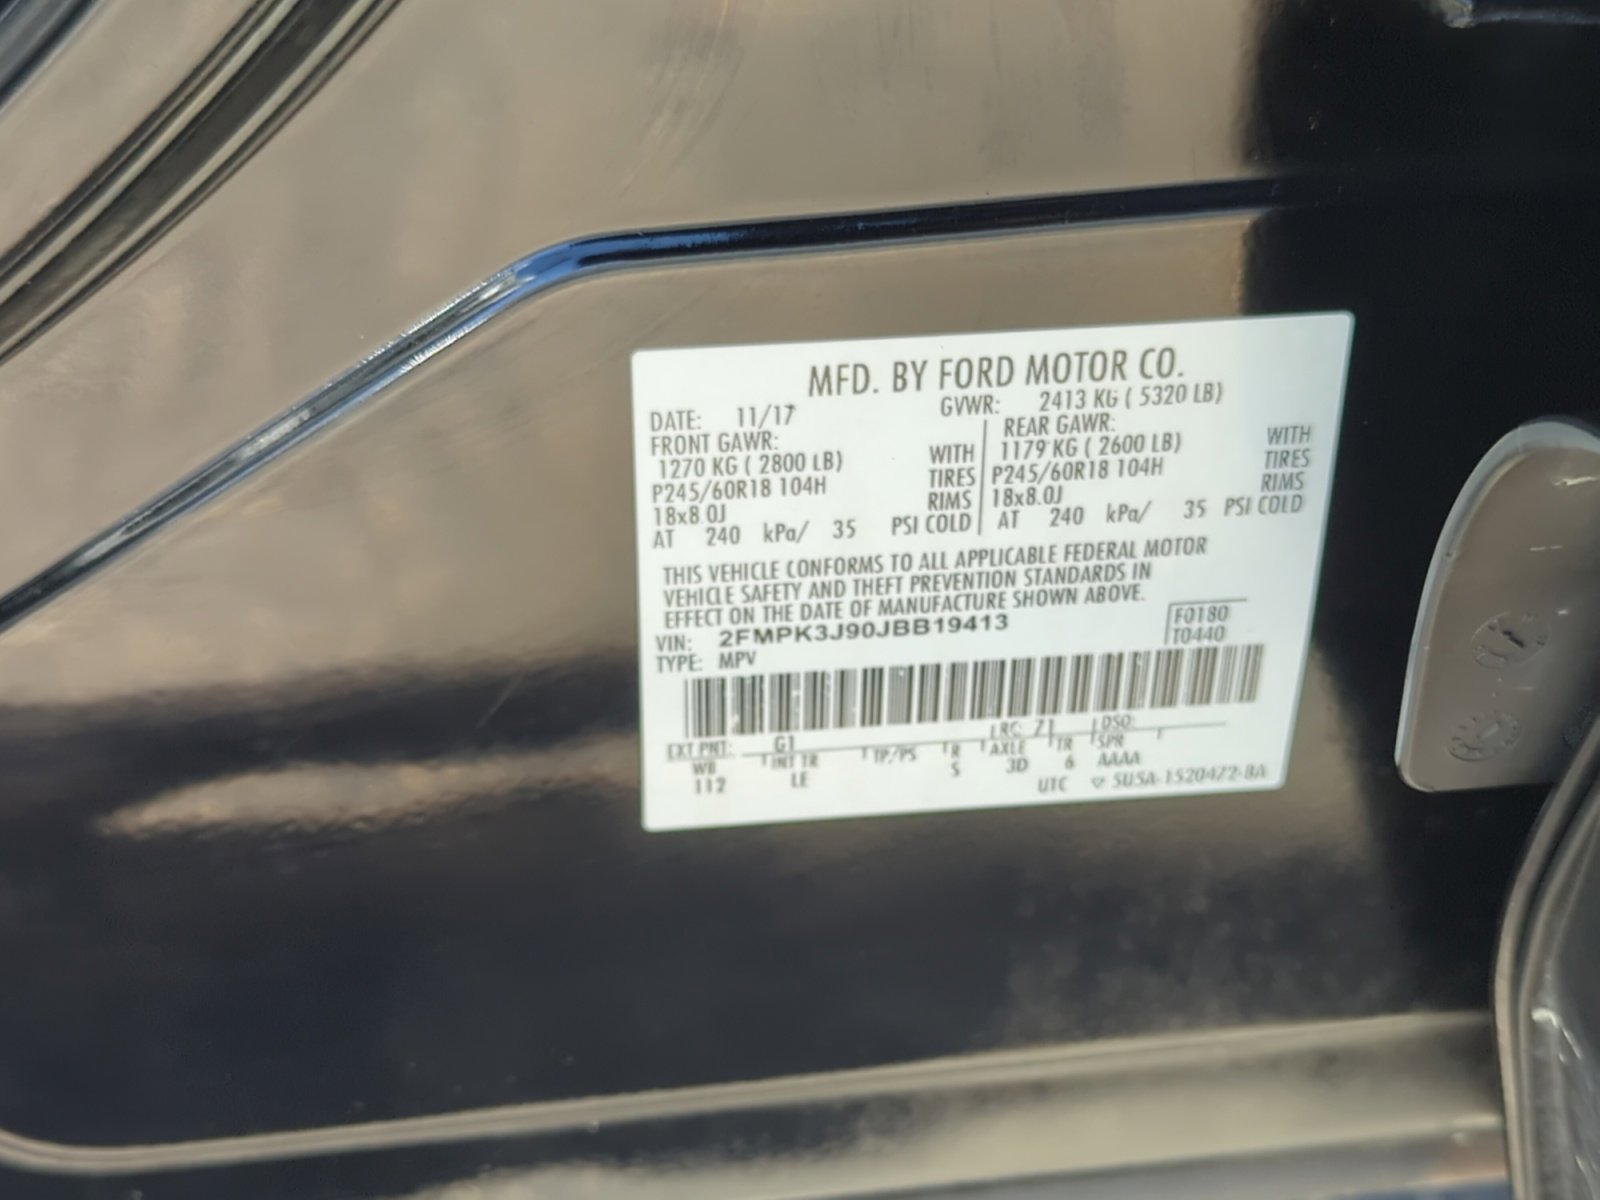 MFD. BY FORD MOTOR CO.
DATE: 11/17 GVWR: 2413 KG ( 5320 LB)
FRONT GAWR: REAR GAWR:
1270 KG ( 2800 LB) WITH 1179 KG ( 2600 LB) WITH
P245/60R18 104H TIRES P245/60R18 104H TIRES
18x8.0J RIMS 18x8.0J RIMS
AT 240 kPa/ 35 PSI COLD AT 240 kPa/ 35 PSI COLD
THIS VEHICLE CONFORMS TO ALL APPLICABLE FEDERAL MOTOR
VEHICLE SAFETY AND THEFT PREVENTION STANDARDS IN
EFFECT ON THE DATE OF MANUFACTURE SHOWN ABOVE.
VIN: 2FMPK3J90JBB19413 F0180
TYPE: MPV T0440
EXT PNT: G1 LRC: 71 DSO:
WB INT TR TP/PS R AXLE TR SPR
112 LE S 3D 6 AAAA
UTC ▽ 5U5A-1520472-BA